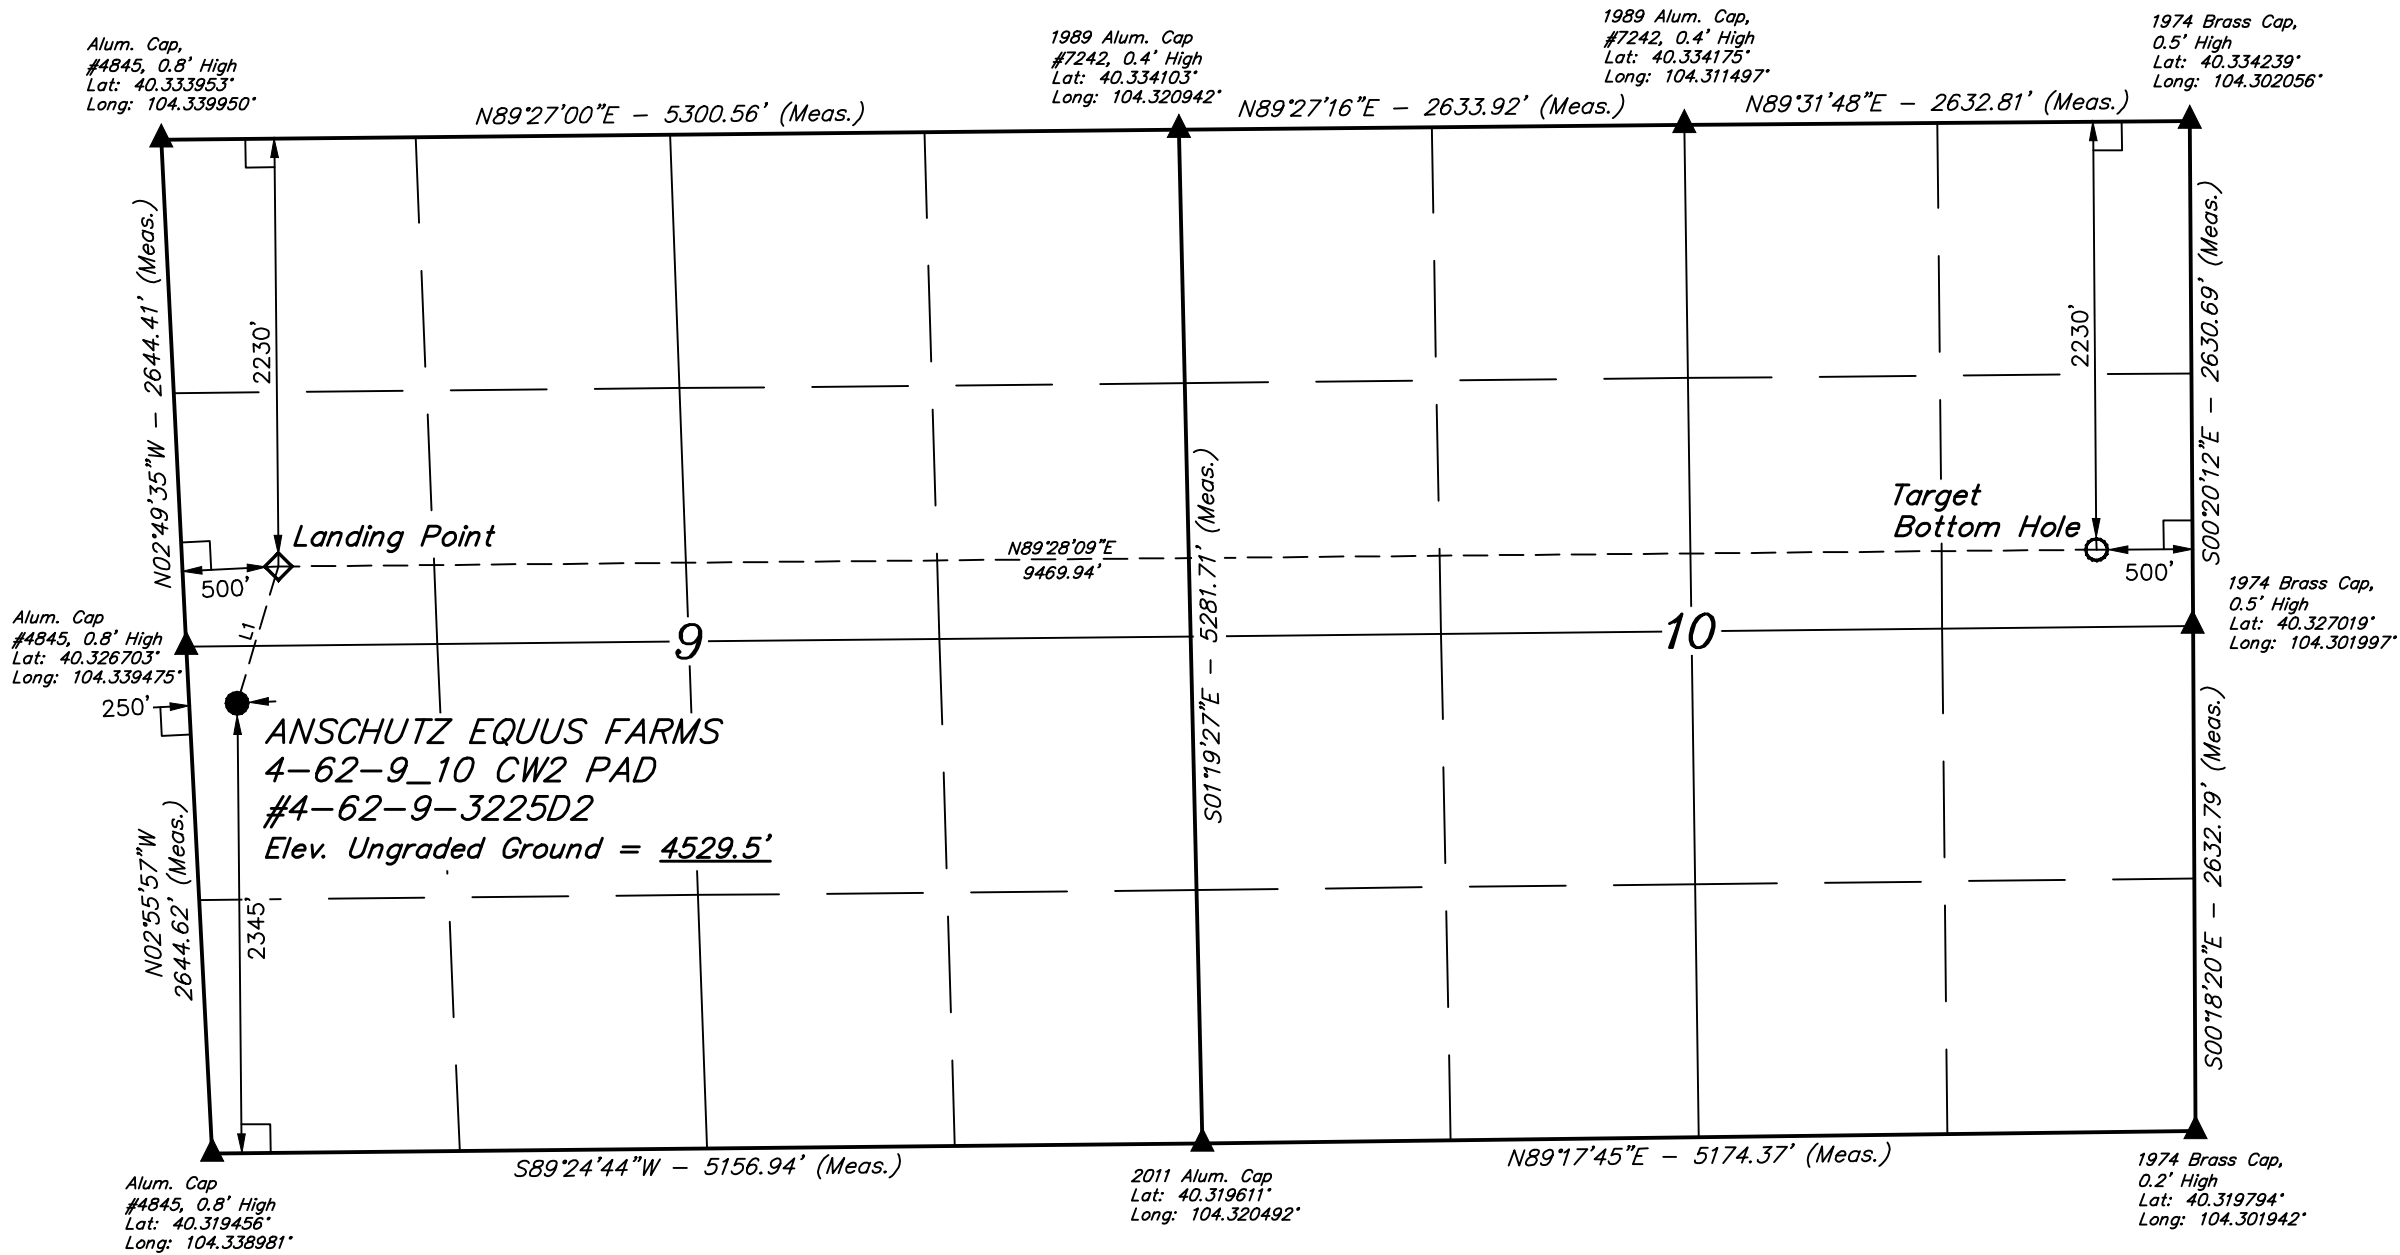 Alum. Cap,
#4845, 0.8' High
Lat: 40.333953°
Long: 104.339950°
1989 Alum. Cap
#7242, 0.4' High
Lat: 40.334103°
Long: 104.320942°
1989 Alum. Cap,
#7242, 0.4' High
Lat: 40.334175°
Long: 104.311497°
1974 Brass Cap,
0.5' High
Lat: 40.334239°
Long: 104.302056°
N89°27'00"E - 5300.56' (Meas.)
N89°27'16"E - 2633.92' (Meas.)
N89°31'48"E - 2632.81' (Meas.)
N02°49'35"W - 2644.41' (Meas.)
2230'
2230'
S00°20'12"E - 2630.69' (Meas.)
Landing Point
500'
N89°28'09"E
9469.94'
S01°19'27"E - 5281.71' (Meas.)
Target
Bottom Hole
500'
Alum. Cap
#4845, 0.8' High
Lat: 40.326703°
Long: 104.339475°
1974 Brass Cap,
0.5' High
Lat: 40.327019°
Long: 104.301997°
L1
9
10
250'
ANSCHUTZ EQUUS FARMS
4-62-9_10 CW2 PAD
#4-62-9-3225D2
Elev. Ungraded Ground = 4529.5'
N02°55'57"W
2644.62' (Meas.)
2345'
S00°18'20"E - 2632.79' (Meas.)
S89°24'44"W - 5156.94' (Meas.)
N89°17'45"E - 5174.37' (Meas.)
Alum. Cap
#4845, 0.8' High
Lat: 40.319456°
Long: 104.338981°
2011 Alum. Cap
Lat: 40.319611°
Long: 104.320492°
1974 Brass Cap,
0.2' High
Lat: 40.319794°
Long: 104.301942°